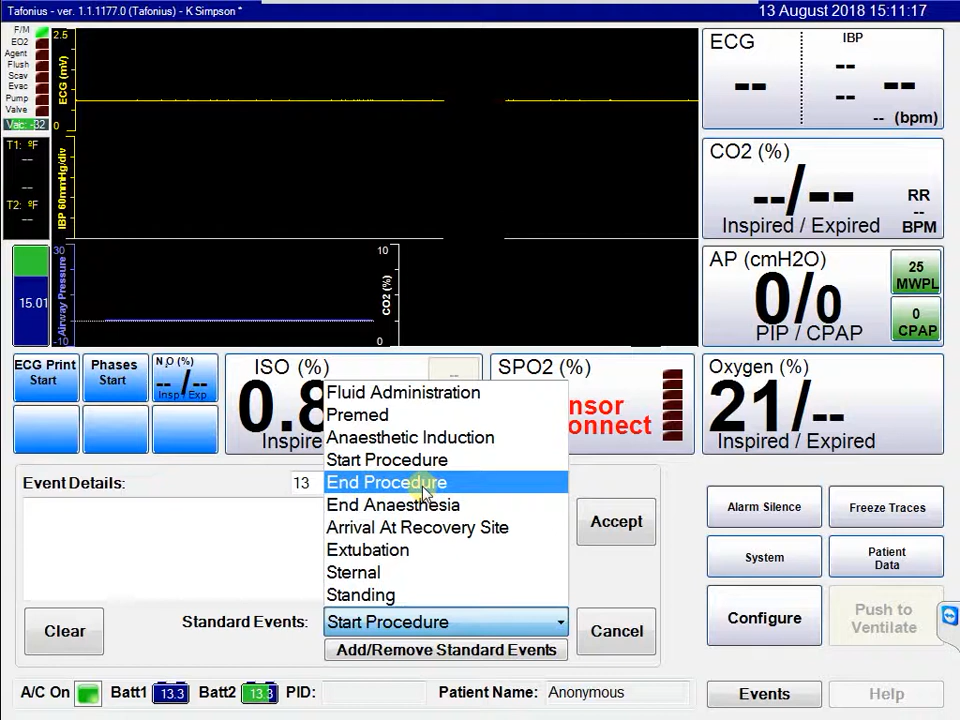 Tafonius - ver. 1.1.1177.0 (Tafonius) - K Simpson *
13 August 2018 15:11:17
F/M
EO2
Agent
Flush
Scav
Evac
Pump
Valve
Vac: -32
T1: ºF
--
--
T2: ºF
--
2.5
ECG (mV)
0
IBP 60mmHg/div
30
Airway Pressure
-10
10
CO2 (%)
0
15.01
ECG
--
IBP
--
--
--
-- (bpm)
CO2 (%)
--/--
Inspired / Expired
RR
--
BPM
AP (cmH2O)
0/0
PIP / CPAP
25
MWPL
0
CPAP
ECG Print
Start
Phases
Start
N2O (%)
--/--
Insp Exp
ISO (%)
0.8
Inspire
--
SPO2 (%)
nsor
onnect
Oxygen (%)
21/--
Inspired / Expired
Fluid Administration
Premed
Anaesthetic Induction
Start Procedure
End Procedure
End Anaesthesia
Arrival At Recovery Site
Extubation
Sternal
Standing
Event Details:
13
Accept
Clear
Standard Events:
Start Procedure
Cancel
Add/Remove Standard Events
Alarm Silence
Freeze Traces
System
Patient
Data
Configure
Push to
Ventilate
A/C On
Batt1
13.3
Batt2
13.3
PID:
Patient Name:
Anonymous
Events
Help